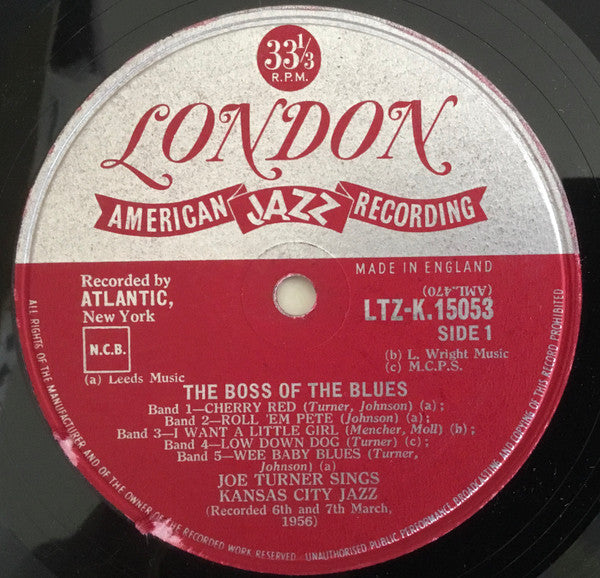 33⅓
R.P.M.
LONDON
AMERICAN JAZZ RECORDING
Recorded by
ATLANTIC,
New York
N.C.B.
(a) Leeds Music
MADE IN ENGLAND
(AML.470)
LTZ-K.15053
SIDE 1
(b) L. Wright Music
(c) M.C.P.S.
THE BOSS OF THE BLUES
Band 1—CHERRY RED (Turner, Johnson) (a) ;
Band 2—ROLL 'EM PETE (Johnson) (a) ;
Band 3—I WANT A LITTLE GIRL (Mencher, Moll) (b) ;
Band 4—LOW DOWN DOG (Turner) (c) ;
Band 5—WEE BABY BLUES (Turner,
Johnson) (a)
JOE TURNER SINGS
KANSAS CITY JAZZ
(Recorded 6th and 7th March,
1956)
ALL RIGHTS OF THE MANUFACTURER AND OF THE OWNER OF THE RECORDED WORK RESERVED. UNAUTHORISED PUBLIC PERFORMANCE, BROADCASTING AND COPYING OF THIS RECORD PROHIBITED